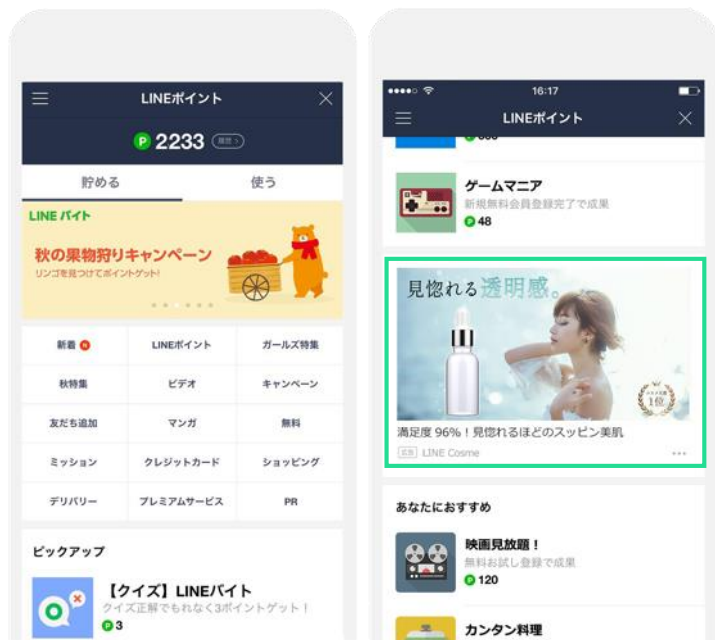 LINEポイント
P 2233 履歴 >
貯める
使う
LINE バイト
秋の果物狩りキャンペーン
リンゴを見つけてポイントゲット!
新着 N
LINEポイント
ガールズ特集
秋特集
ビデオ
キャンペーン
友だち追加
マンガ
無料
ミッション
クレジットカード
ショッピング
デリバリー
プレミアムサービス
PR
ピックアップ
【クイズ】LINEバイト
クイズ正解でもれなく3ポイントゲット!
P 3
16:17
LINEポイント
ゲームマニア
新規無料会員登録完了で成果
P 48
見惚れる透明感。
1位
満足度 96%!見惚れるほどのスッピン美肌
広告 LINE Cosme
あなたにおすすめ
映画見放題!
無料お試し登録で成果
P 120
カンタン料理